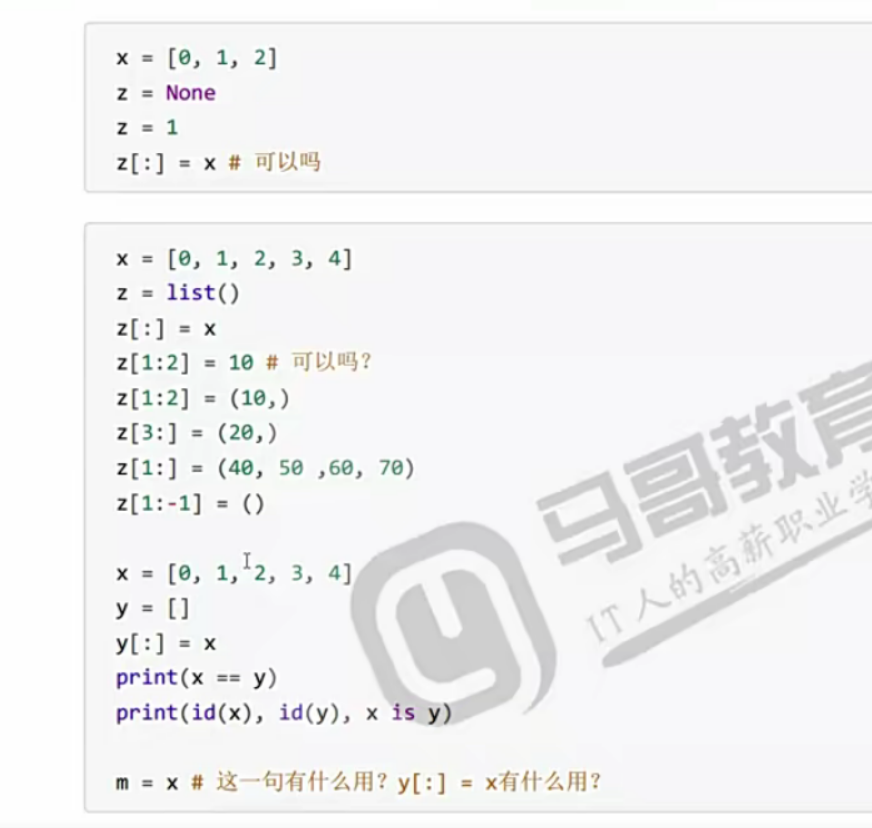 x = [0, 1, 2]
z = None
z = 1
z[:] = x # 可以吗
x = [0, 1, 2, 3, 4]
z = list()
z[:] = x
z[1:2] = 10 # 可以吗?
z[1:2] = (10,)
z[3:] = (20,)
z[1:] = (40, 50 ,60, 70)
z[1:-1] = ()
x = [0, 1, 2, 3, 4]
y = []
y[:] = x
print(x == y)
print(id(x), id(y), x is y)
m = x # 这一句有什么用? y[:] = x有什么用?
马哥教育
IT人的高薪职业学